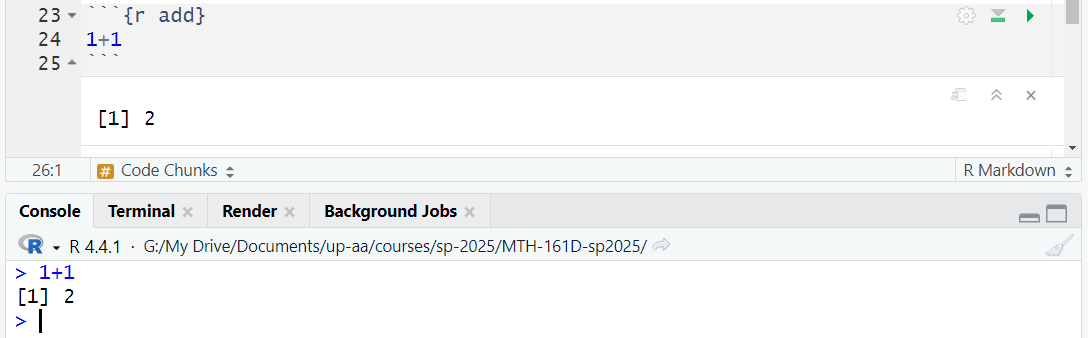 23 ```{r add}
24 1+1
25 ```
[1] 2
26:1 # Code Chunks R Markdown
Console Terminal Render Background Jobs
R R 4.4.1 · G:/My Drive/Documents/up-aa/courses/sp-2025/MTH-161D-sp2025/
> 1+1
[1] 2
>